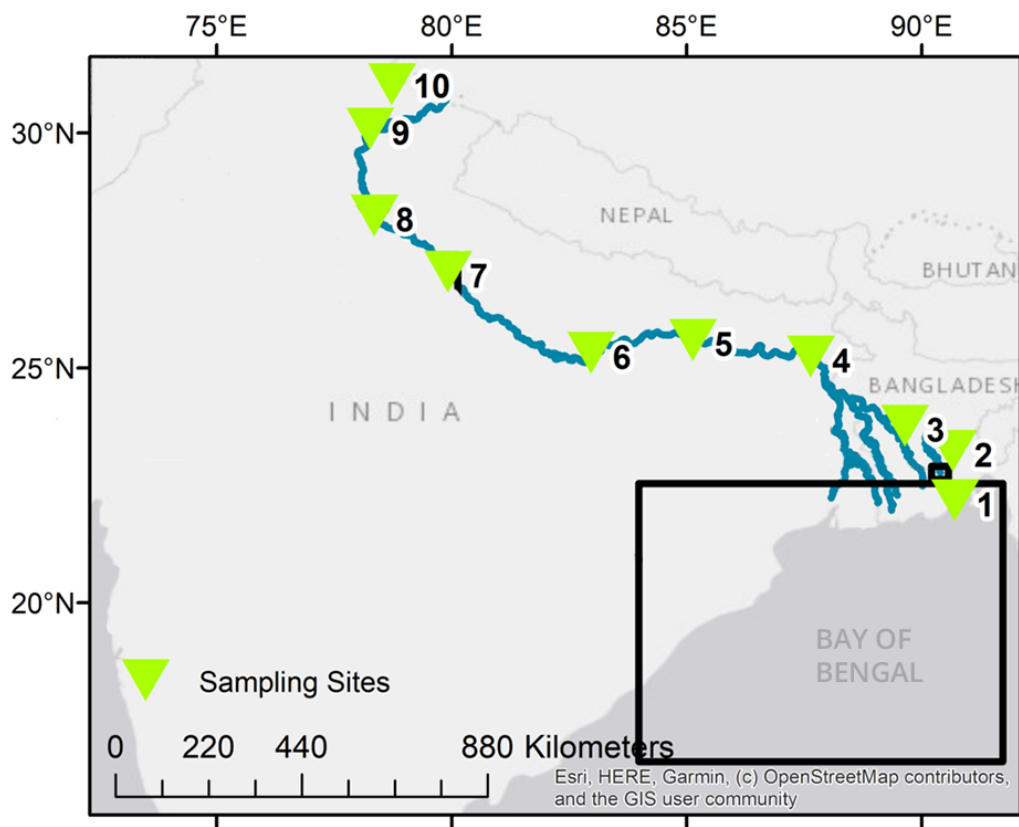 75°E 80°E 85°E 90°E
10
30°N
9
NEPAL
8
BHUTAN
7
5
6
4
25°N
BANGLADESH
INDIA
3
2
1
20°N
BAY OF
BENGAL
Sampling Sites
0 220 440 880 Kilometers
Esri, HERE, Garmin, (c) OpenStreetMap contributors,
and the GIS user community